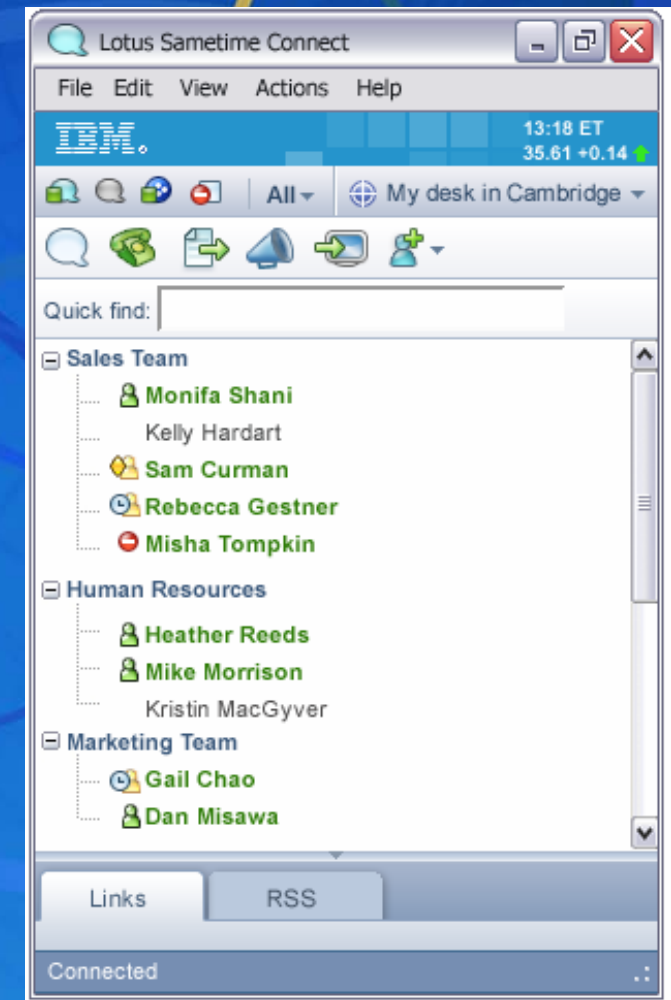 Lotus Sametime Connect
File Edit View Actions Help
IBM.
13:18 ET
35.61 +0.14
All
My desk in Cambridge
Quick find:
Sales Team
Monifa Shani
Kelly Hardart
Sam Curman
Rebecca Gestner
Misha Tompkin
Human Resources
Heather Reeds
Mike Morrison
Kristin MacGyver
Marketing Team
Gail Chao
Dan Misawa
Links RSS
Connected